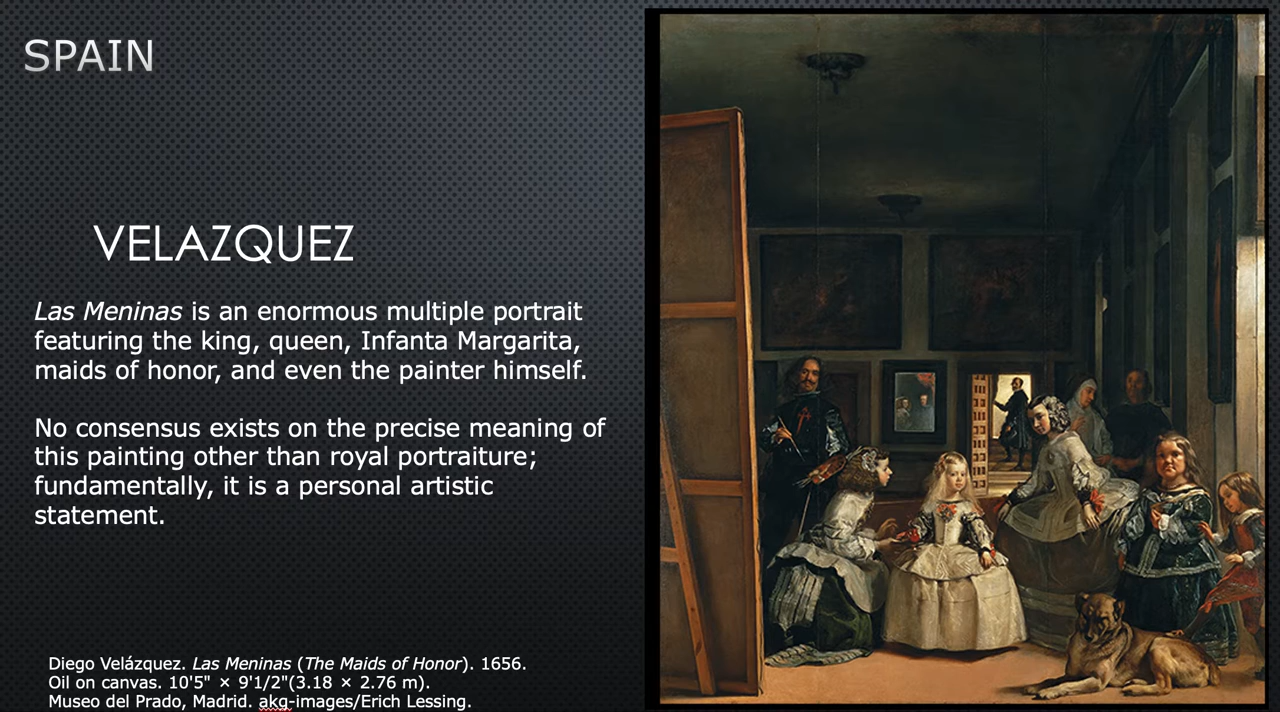 SPAIN
VELAZQUEZ
Las Meninas is an enormous multiple portrait
featuring the king, queen, Infanta Margarita,
maids of honor, and even the painter himself.
No consensus exists on the precise meaning of
this painting other than royal portraiture;
fundamentally, it is a personal artistic
statement.
Diego Velázquez. Las Meninas (The Maids of Honor). 1656.
Oil on canvas. 10'5" × 9'1/2"(3.18 × 2.76 m).
Museo del Prado, Madrid. akg-images/Erich Lessing.